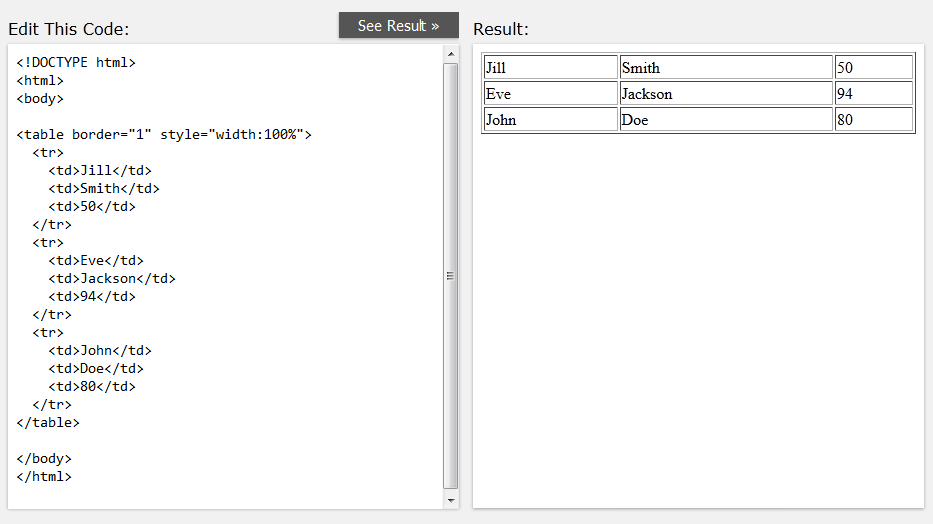 Edit This Code:
See Result »
<!DOCTYPE html>
<html>
<body>
<table border="1" style="width:100%">
<tr>
<td>Jill</td>
<td>Smith</td>
<td>50</td>
</tr>
<tr>
<td>Eve</td>
<td>Jackson</td>
<td>94</td>
</tr>
<tr>
<td>John</td>
<td>Doe</td>
<td>80</td>
</tr>
</table>
</body>
</html>
Result:
Jill Smith 50
Eve Jackson 94
John Doe 80